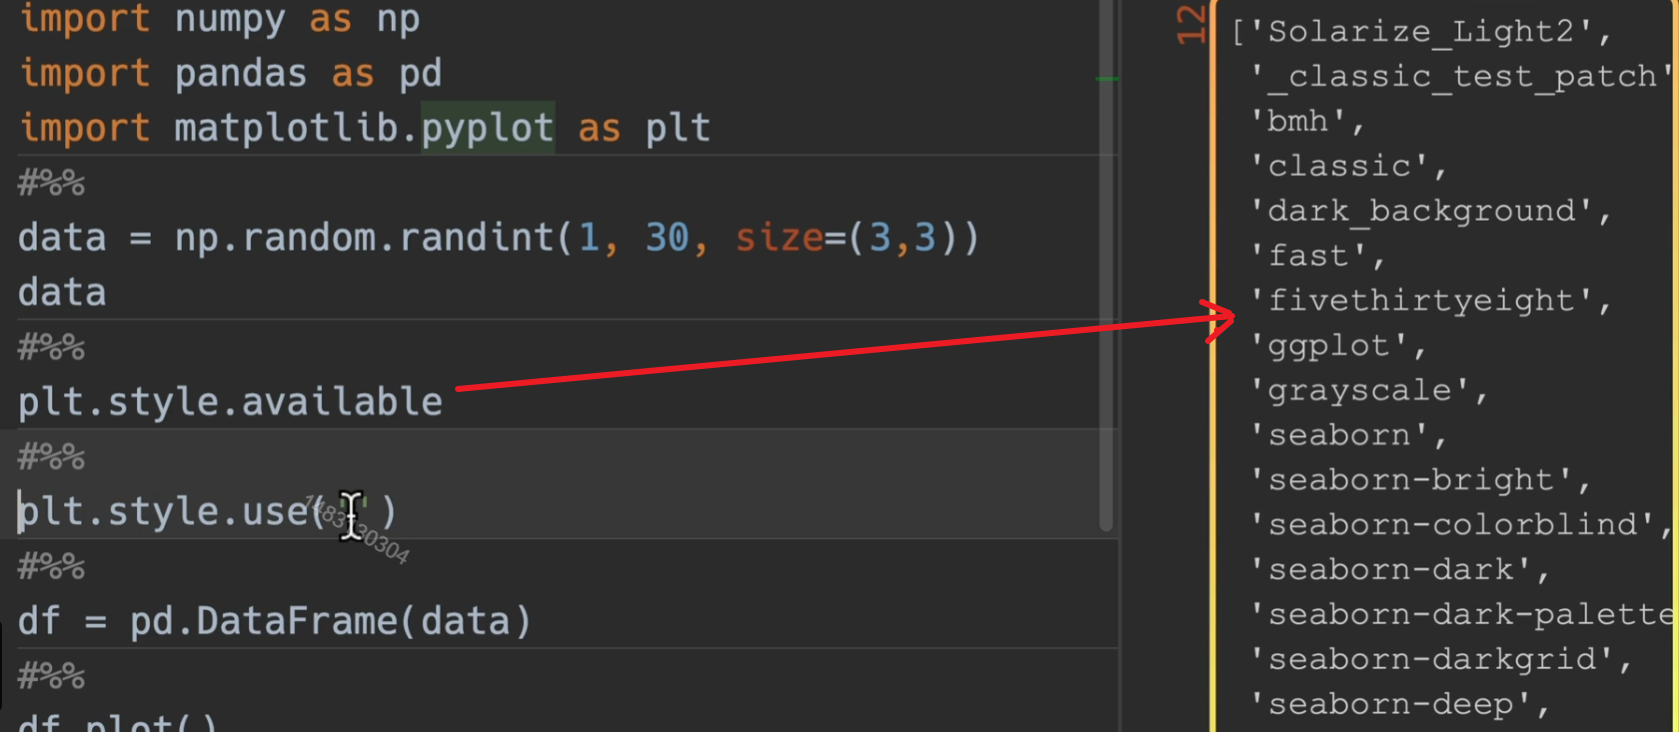 import numpy as np
import pandas as pd
import matplotlib.pyplot as plt
#%%
data = np.random.randint(1, 30, size=(3,3))
data
#%%
plt.style.available
#%%
plt.style.use(' ')
#%%
df = pd.DataFrame(data)
#%%
df.plot()
12
['Solarize_Light2',
'_classic_test_patch'
'bmh',
'classic',
'dark_background',
'fast',
'fivethirtyeight',
'ggplot',
'grayscale',
'seaborn',
'seaborn-bright',
'seaborn-colorblind',
'seaborn-dark',
'seaborn-dark-palette
'seaborn-darkgrid',
'seaborn-deep',